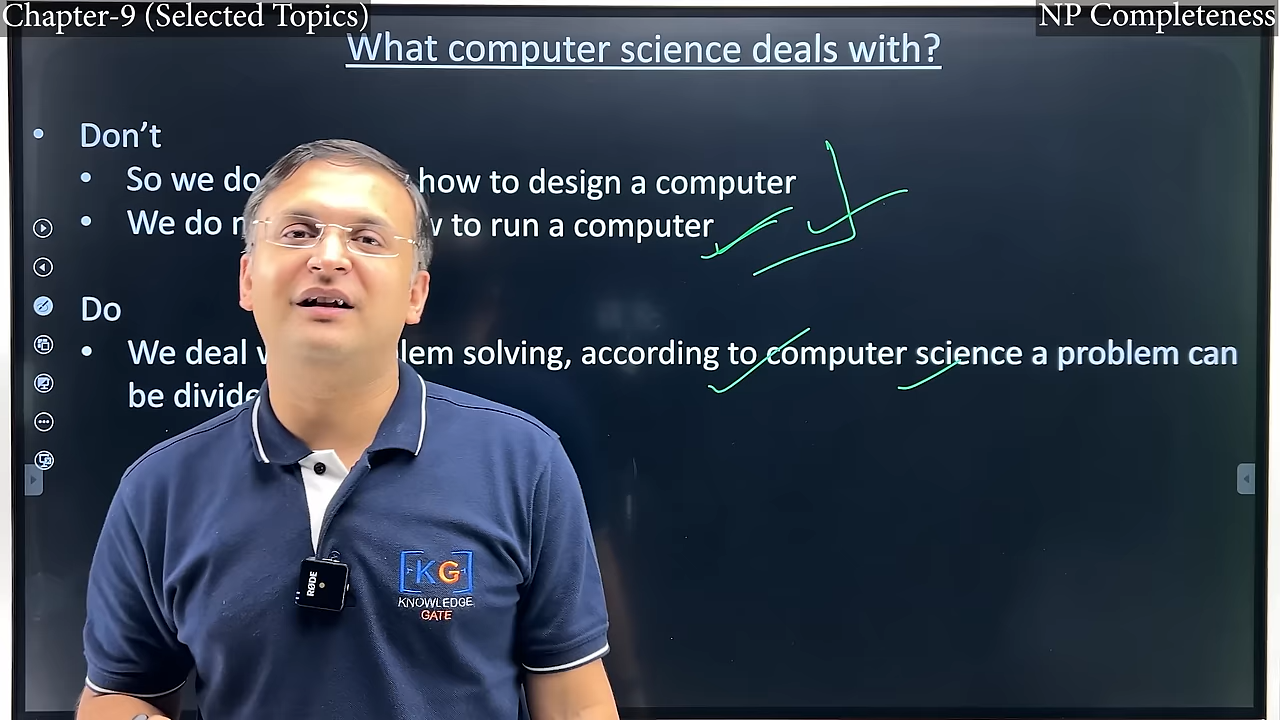 Chapter-9 (Selected Topics)
NP Completeness
What computer science deals with?
• Don't
• So we do how to design a computer
• We do to run a computer
Do
• We deal solving, according to computer science a problem can
be
RØDE
KG
KNOWLEDGE
GATE